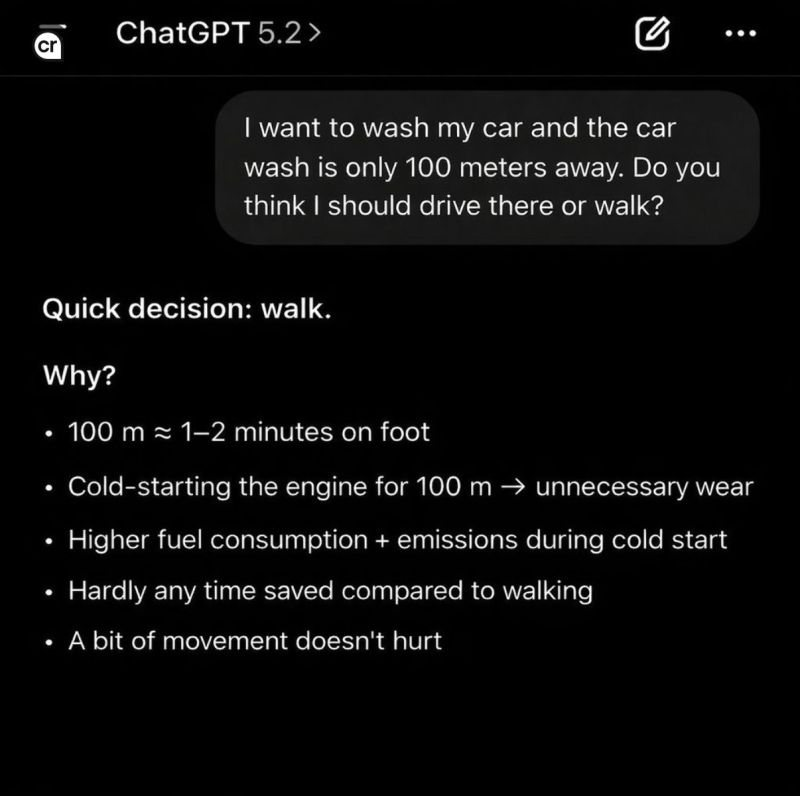 cr
ChatGPT 5.2 >
I want to wash my car and the car
wash is only 100 meters away. Do you
think I should drive there or walk?
Quick decision: walk.
Why?
• 100 m ≈ 1–2 minutes on foot
• Cold-starting the engine for 100 m → unnecessary wear
• Higher fuel consumption + emissions during cold start
• Hardly any time saved compared to walking
• A bit of movement doesn't hurt